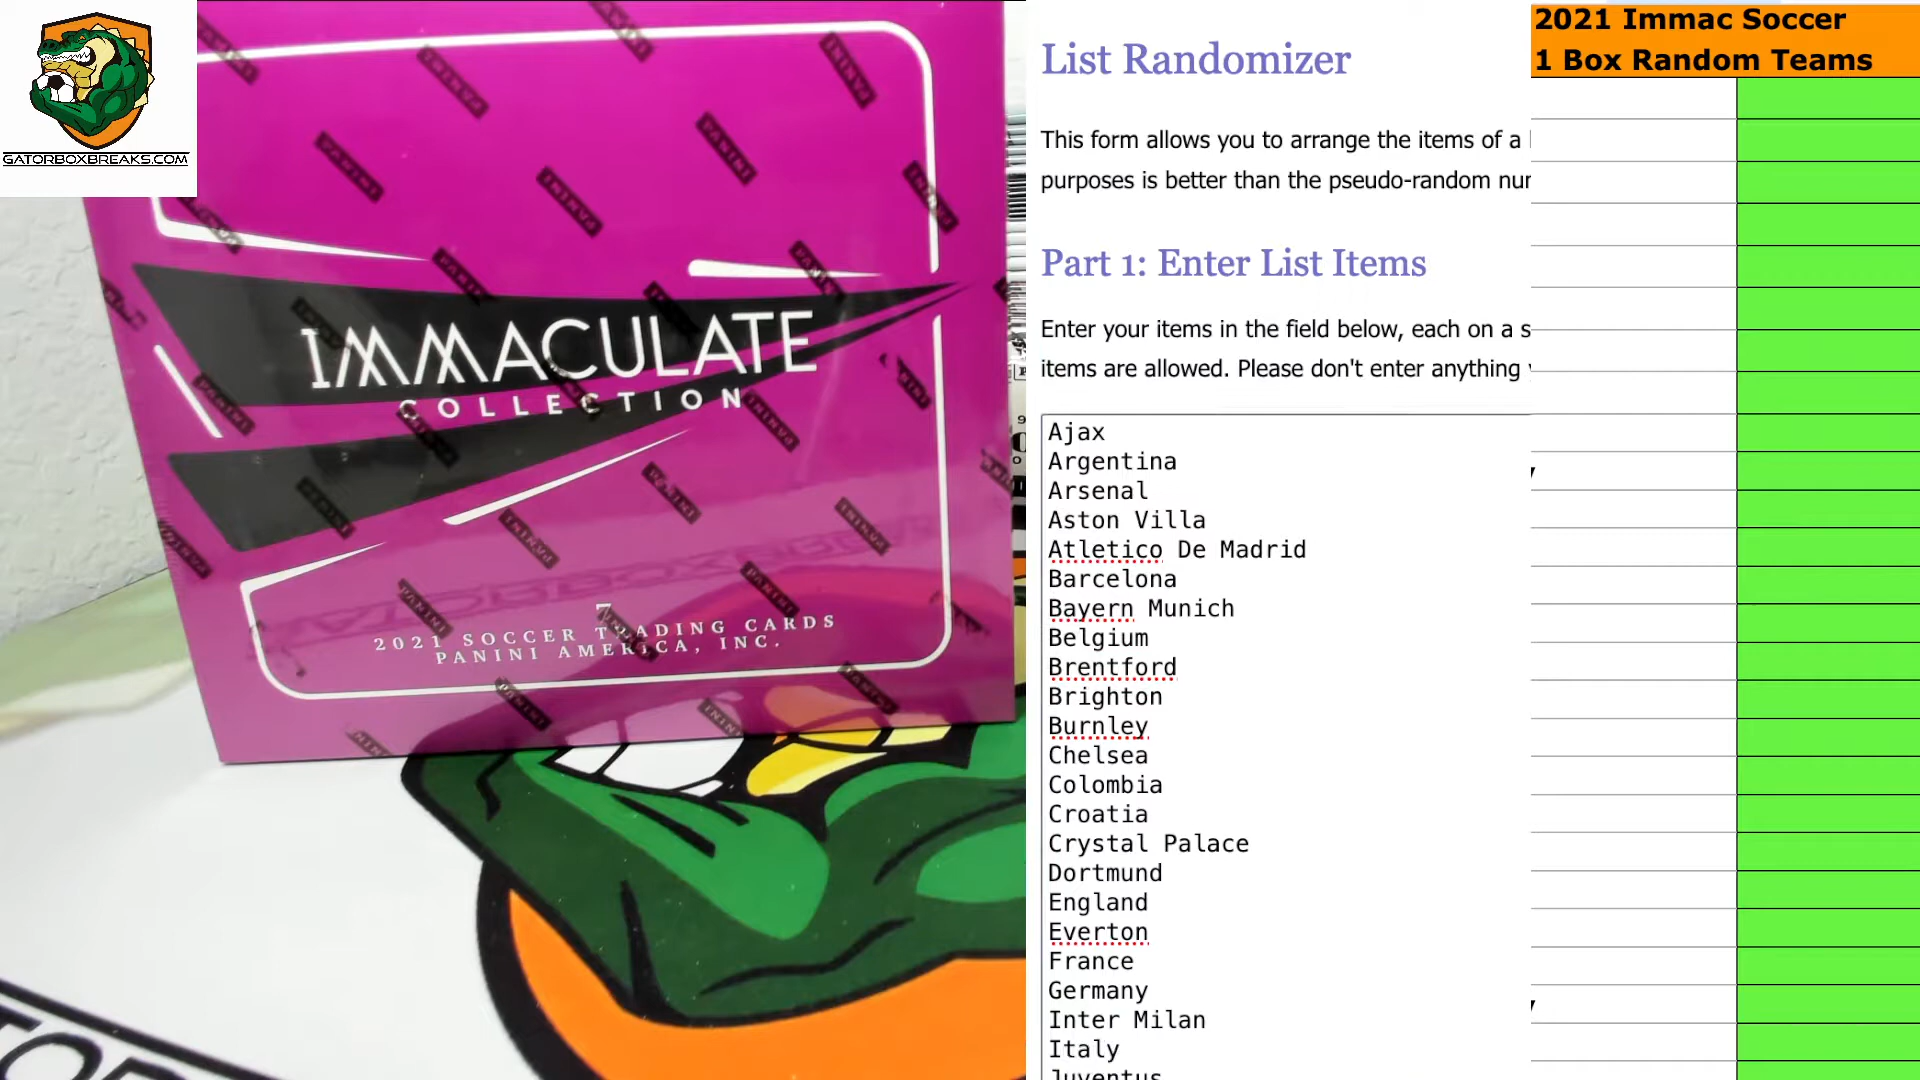 GATORBOXBREAKS.COM
IMMACULATE
COLLECTION
7
2021 SOCCER TRADING CARDS
PANINI AMERICA, INC.
PANINI
List Randomizer
This form allows you to arrange the items of a
purposes is better than the pseudo-random
Part 1: Enter List Items
Enter your items in the field below, each on a
items are allowed. Please don't enter anything
Ajax
Argentina
Arsenal
Aston Villa
Atletico De Madrid
Barcelona
Bayern Munich
Belgium
Brentford
Brighton
Burnley
Chelsea
Colombia
Croatia
Crystal Palace
Dortmund
England
Everton
France
Germany
Inter Milan
Italy
Juventus
2021 Immac Soccer
1 Box Random Teams